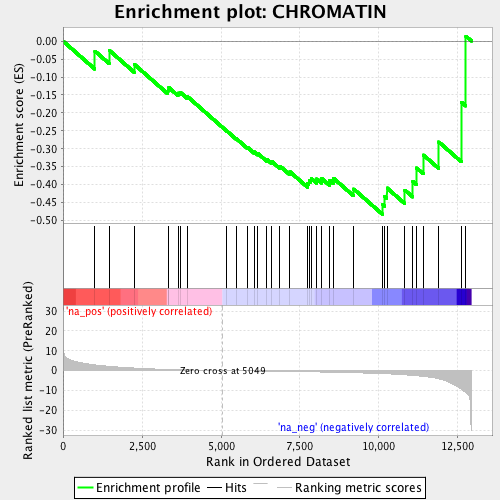 Enrichment plot: CHROMATIN
Enrichment score (ES)
0.00
-0.05
-0.10
-0.15
-0.20
-0.25
-0.30
-0.35
-0.40
-0.45
-0.50
'na_pos' (positively correlated)
Zero cross at 5049
'na_neg' (negatively correlated)
Ranked list metric (PreRanked)
30
20
10
0
-10
-20
-30
0
2,500
5,000
7,500
10,000
12,500
Rank in Ordered Dataset
Enrichment profile
Hits
Ranking metric scores